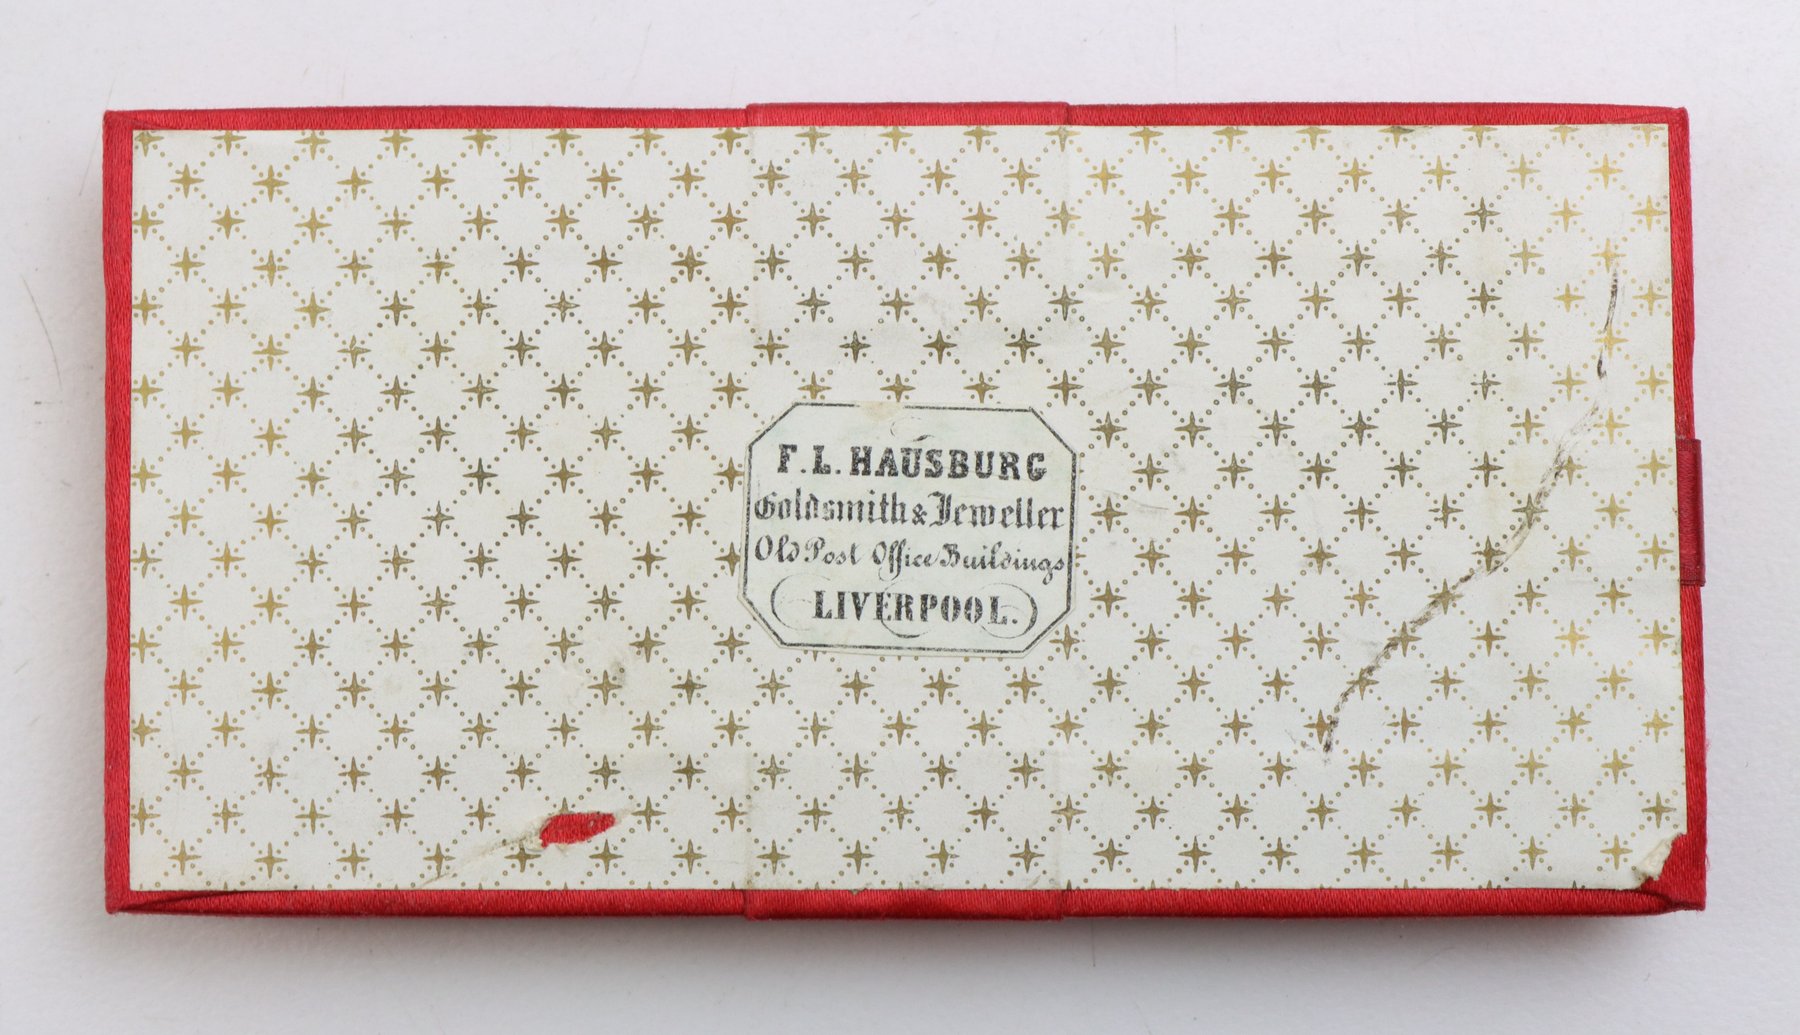 F. L. HAUSBURG
Goldsmith & Jeweller
Old Post Office Buildings
LIVERPOOL.